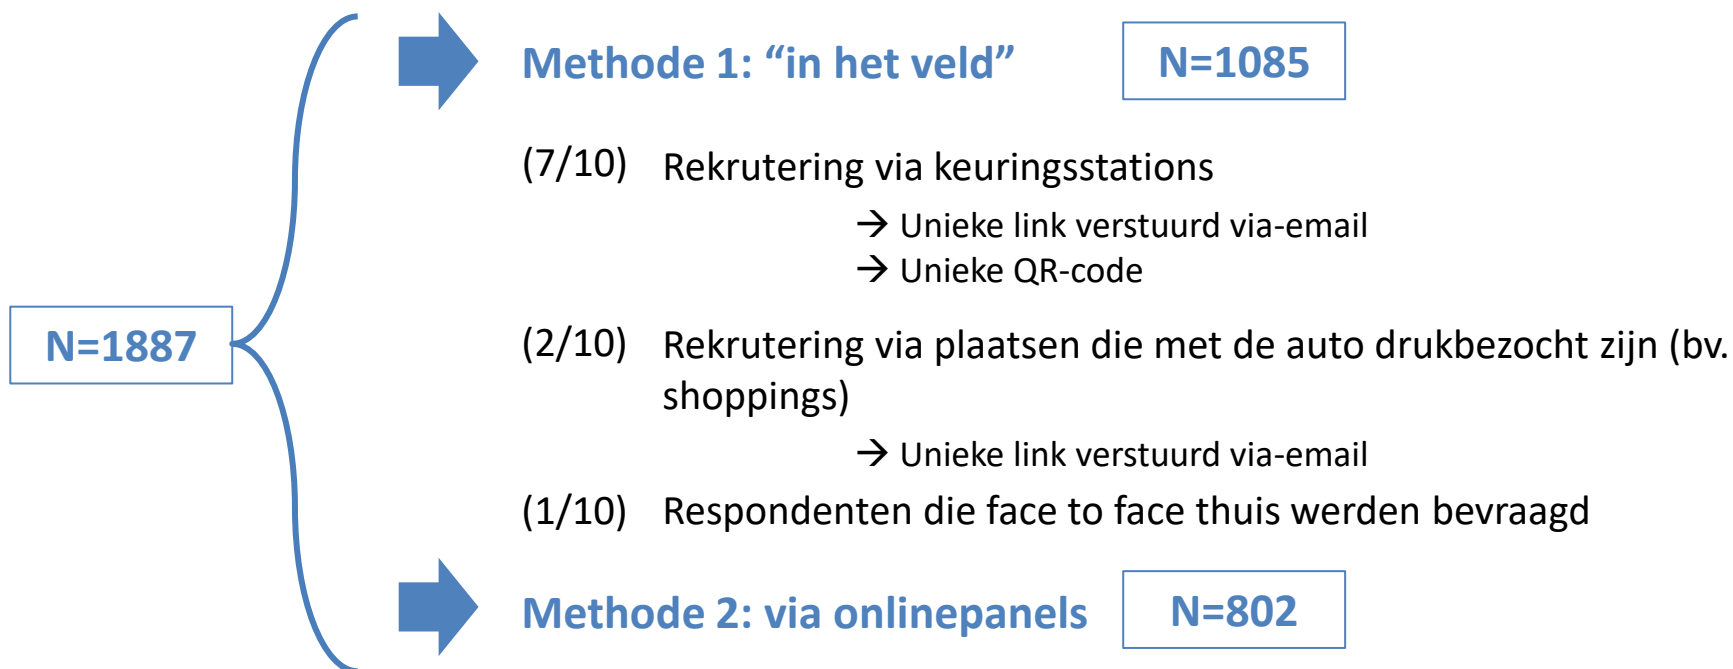 Methode 1: “in het veld” N=1085
(7/10) Rekrutering via keuringsstations
→ Unieke link verstuurd via-email
→ Unieke QR-code
N=1887
(2/10) Rekrutering via plaatsen die met de auto drukbezocht zijn (bv.
shoppings)
→ Unieke link verstuurd via-email
(1/10) Respondenten die face to face thuis werden bevraagd
Methode 2: via onlinepanels N=802